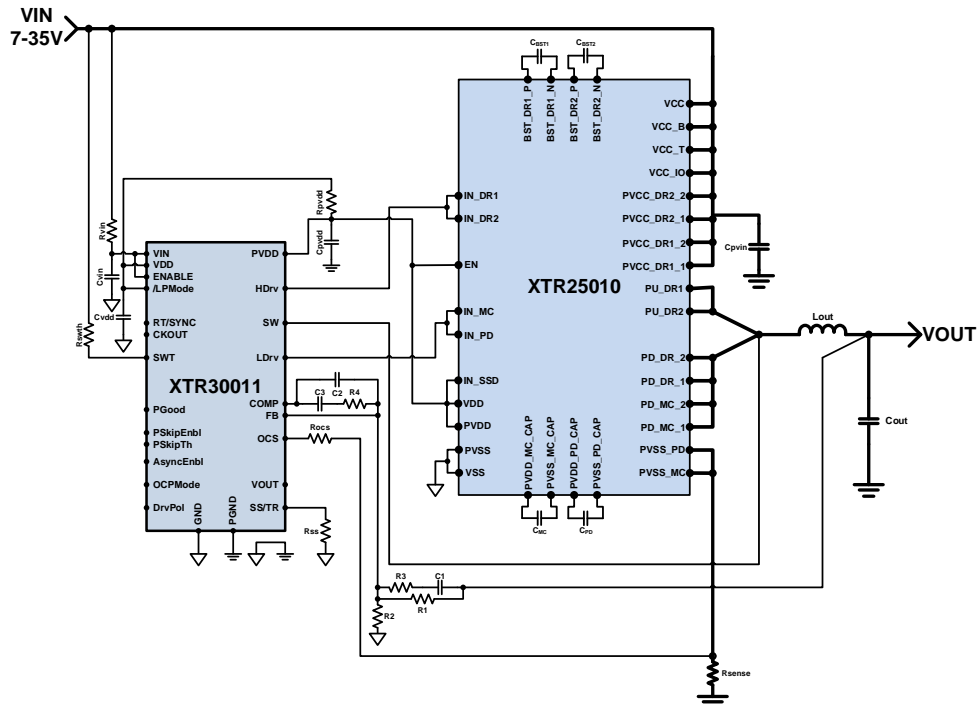 VIN
7-35V
CBST1
CBST2
BST_DR1_P
BST_DR1_N
BST_DR2_P
BST_DR2_N
VCC
VCC_B
VCC_T
VCC_IO
PVCC_DR2_2
PVCC_DR2_1
PVCC_DR1_2
PVCC_DR1_1
PU_DR1
PU_DR2
PD_DR_2
PD_DR_1
PD_MC_2
PD_MC_1
PVSS_PD
PVSS_MC
IN_DR1
IN_DR2
EN
IN_MC
IN_PD
IN_SSD
VDD
PVDD
PVSS
VSS
XTR25010
PVDD_MC_CAP
PVSS_MC_CAP
PVDD_PD_CAP
PVSS_PD_CAP
CMC
CPD
Cpvin
Lout
VOUT
Cout
Rsense
Rpvdd
Cpvdd
Rvin
Cvin
Cvdd
Rswth
VIN
VDD
ENABLE
/LPMode
RT/SYNC
CKOUT
SWT
XTR30011
PGood
PSkipEnbl
PSkipTh
AsyncEnbl
OCPMode
DrvPol
GND
PGND
PVDD
HDrv
SW
LDrv
COMP
FB
OCS
VOUT
SS/TR
C3
C2
R4
Rocs
Rss
R3
C1
R1
R2